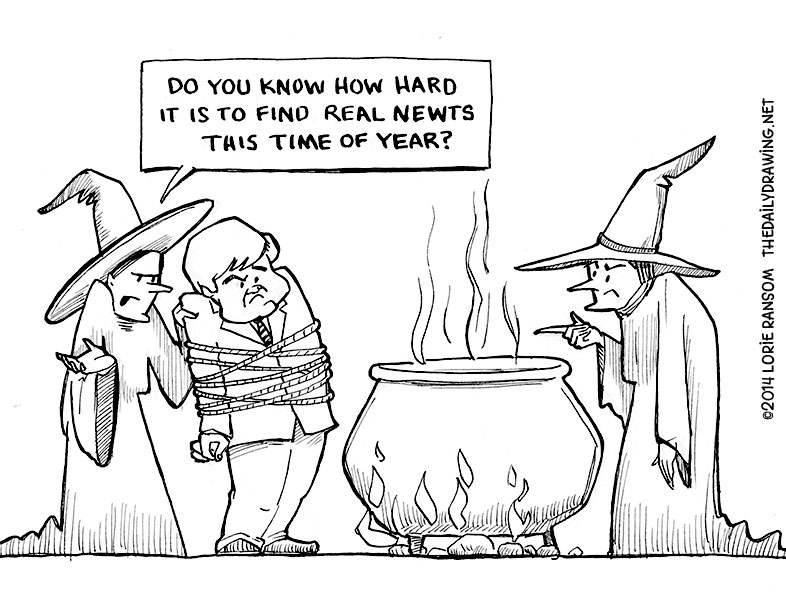 DO YOU KNOW HOW HARD
IT IS TO FIND REAL NEWTS
THIS TIME OF YEAR?
©2014 LORIE RANSOM THEDAILYDRAWING.NET